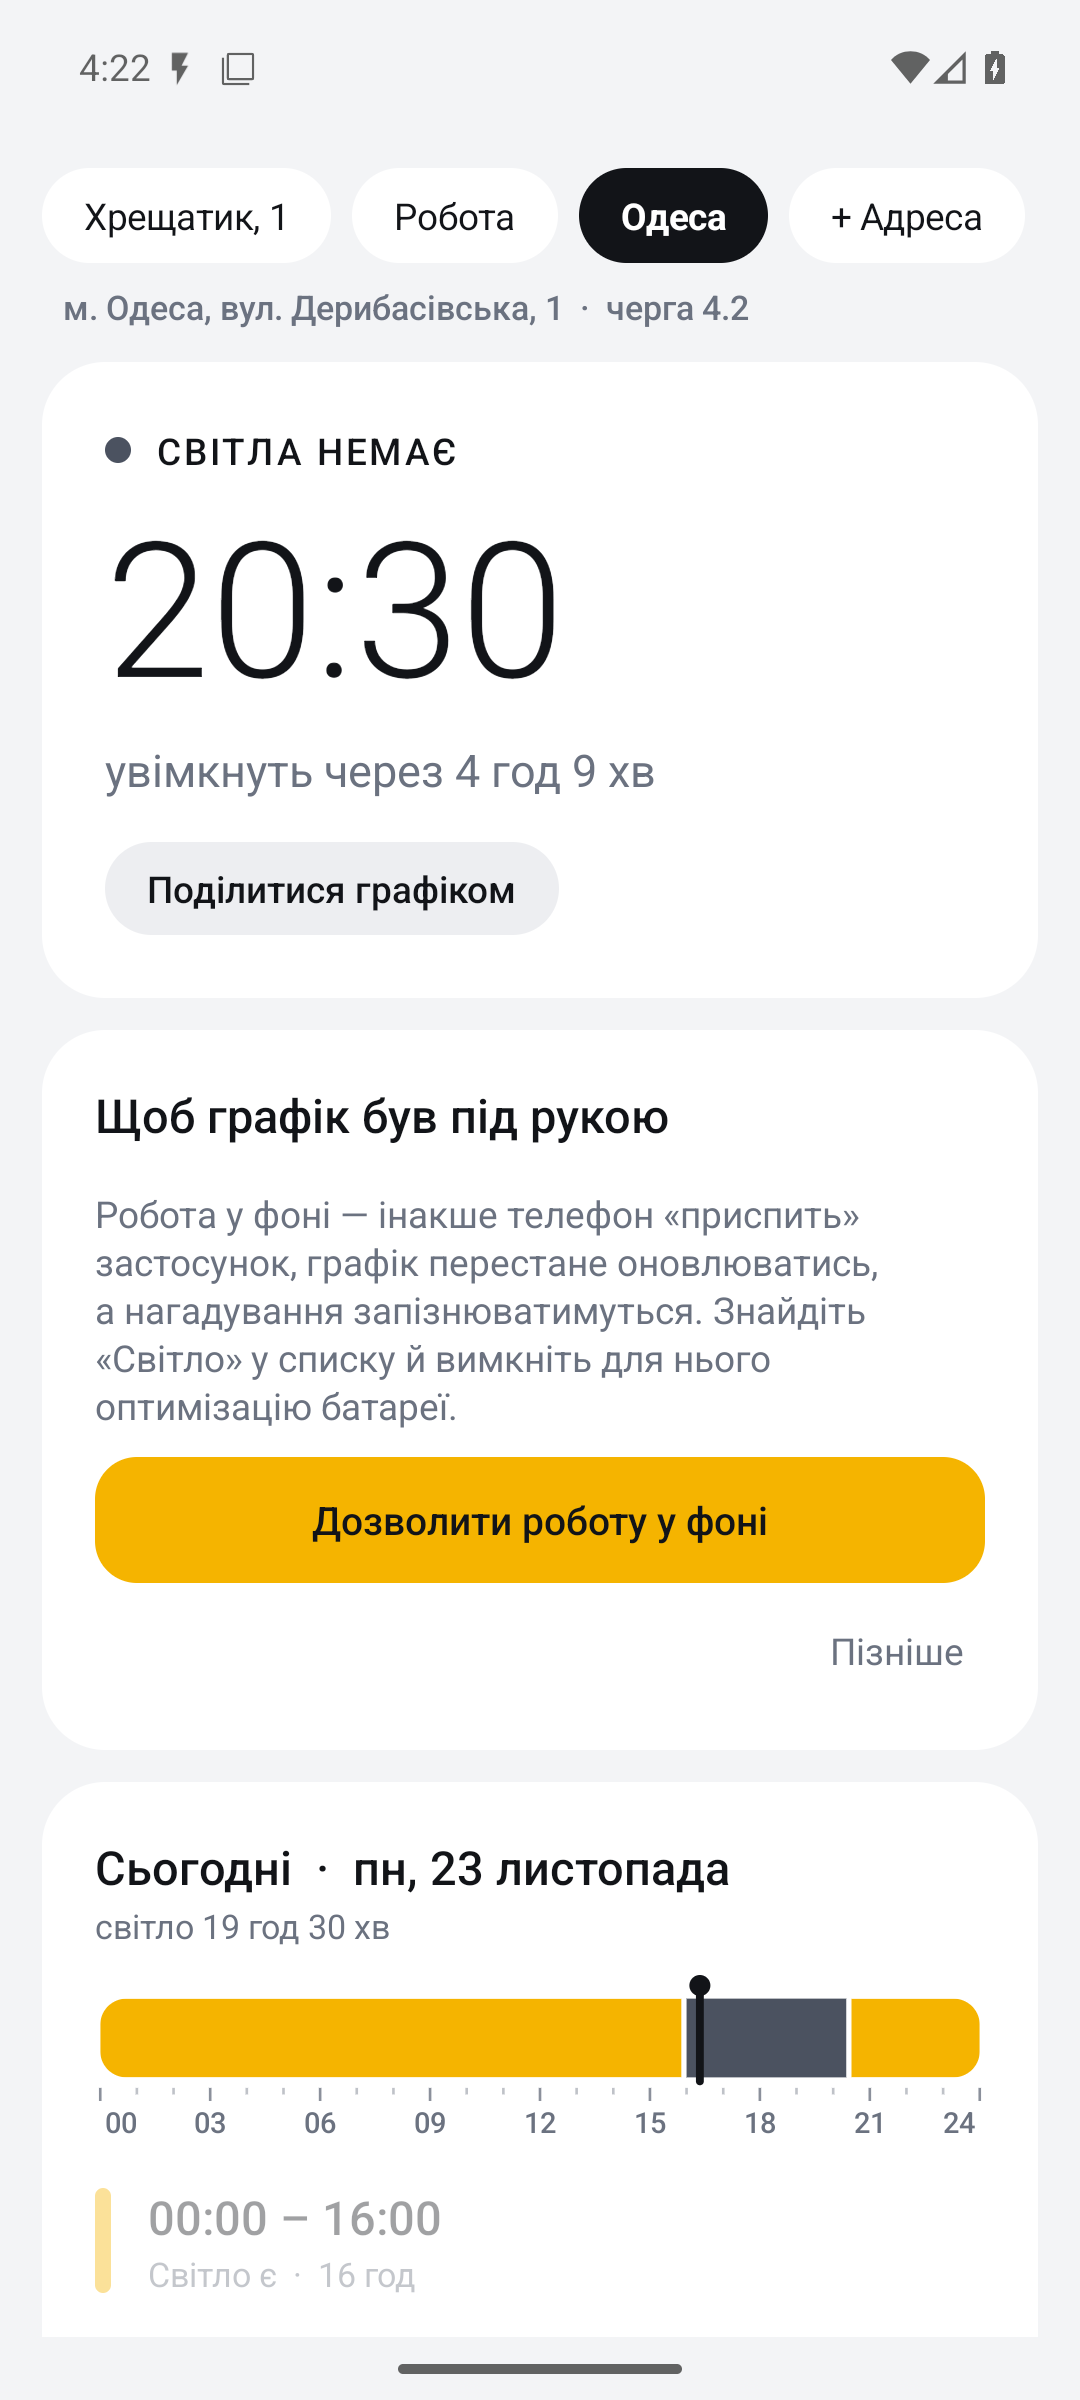 4:22
Хрещатик, 1
Робота
Одеса
+ Адреса
м. Одеса, вул. Дерибасівська, 1 · черга 4.2
СВІТЛА НЕМАЄ
20:30
увімкнуть через 4 год 9 хв
Поділитися графіком
Щоб графік був під рукою
Робота у фоні — інакше телефон «приспить»
застосунок, графік перестане оновлюватись,
а нагадування запізнюватимуться. Знайдіть
«Світло» у списку й вимкніть для нього
оптимізацію батареї.
Дозволити роботу у фоні
Пізніше
Сьогодні · пн, 23 листопада
світло 19 год 30 хв
00 03 06 09 12 15 18 21 24
00:00 – 16:00
Світло є · 16 год